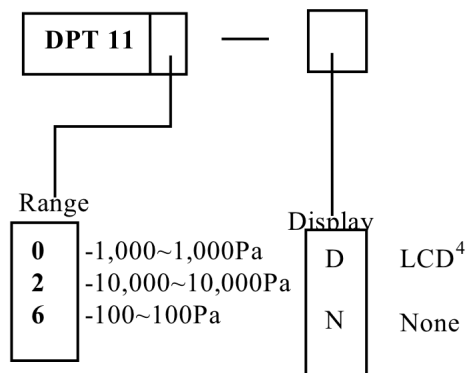 DPT 11
Range
0 -1,000~1,000Pa
2 -10,000~10,000Pa
6 -100~100Pa
Display
D LCD4
N None